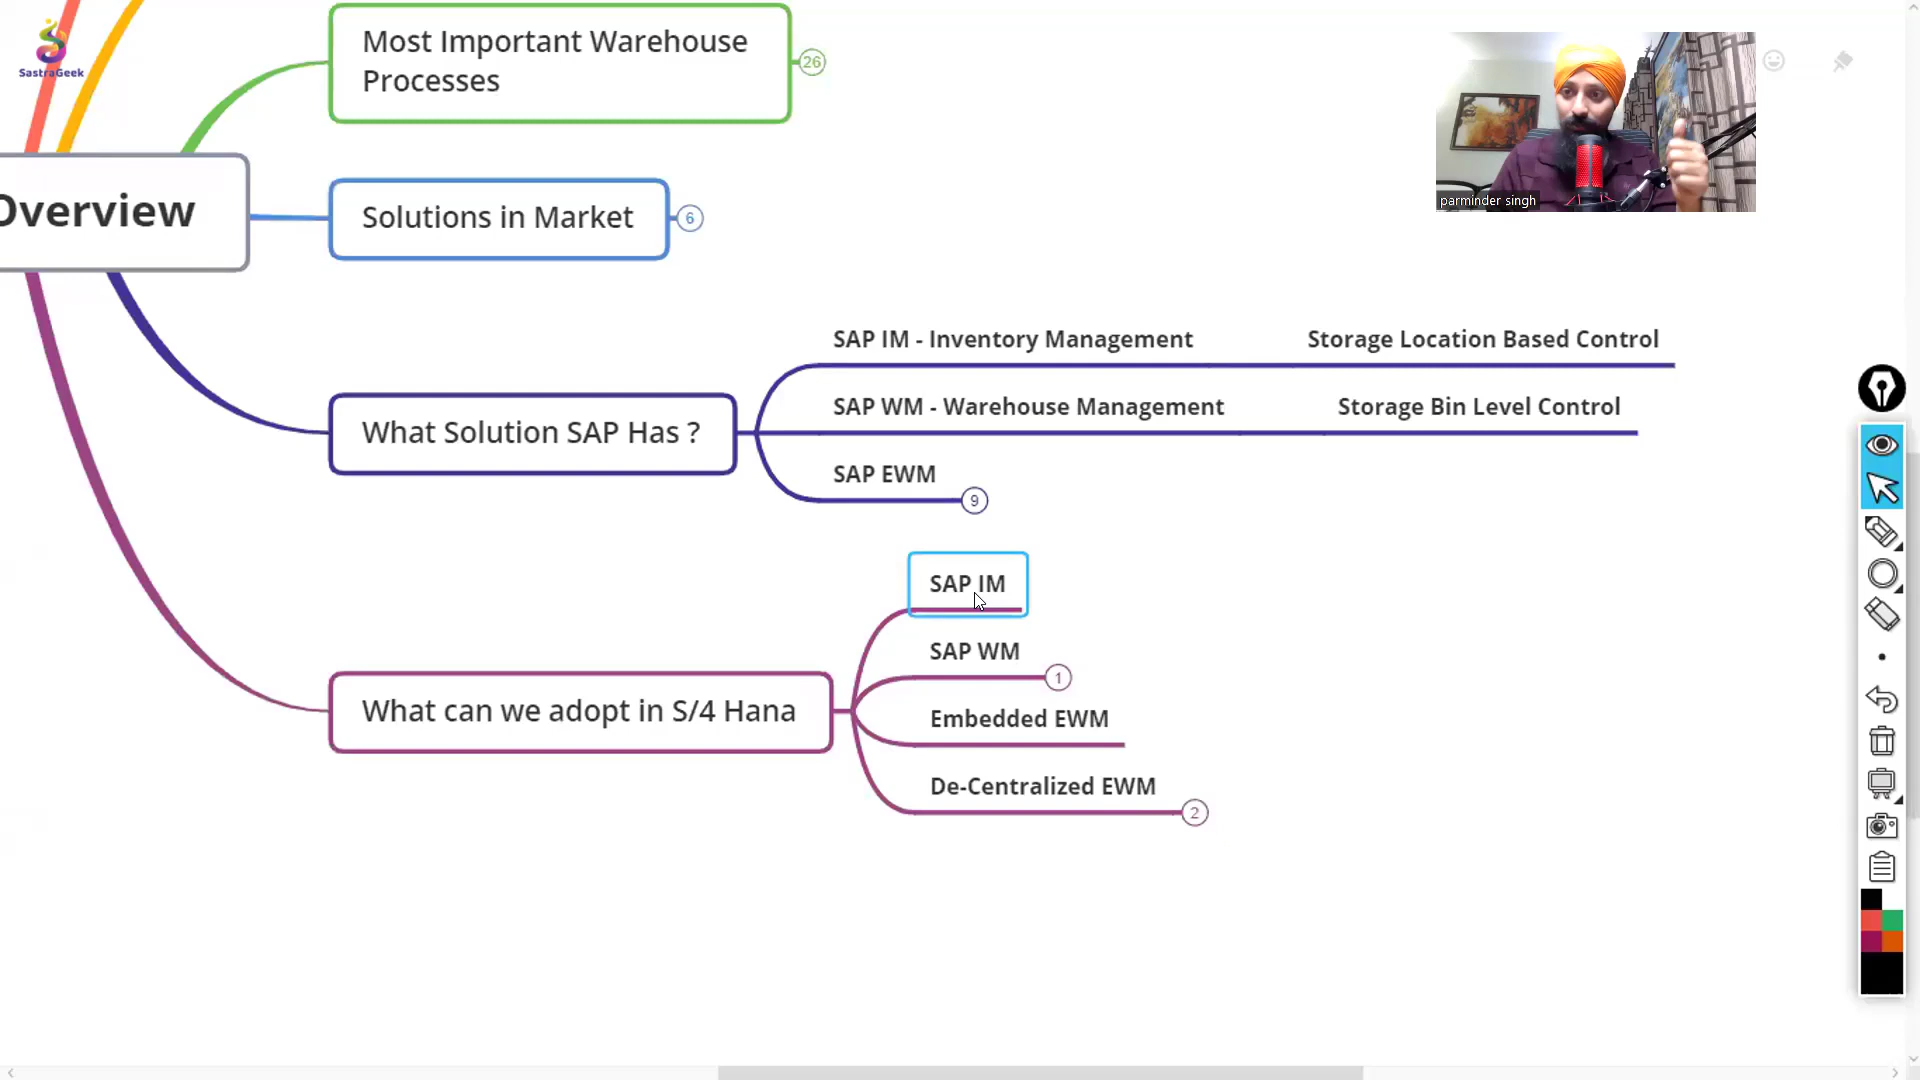 SastraGeek
Most Important Warehouse
Processes
26
parminder singh
Overview
Solutions in Market
6
SAP IM - Inventory Management
Storage Location Based Control
What Solution SAP Has ?
SAP WM - Warehouse Management
Storage Bin Level Control
SAP EWM
9
What can we adopt in S/4 Hana
SAP IM
SAP WM
1
Embedded EWM
De-Centralized EWM
2